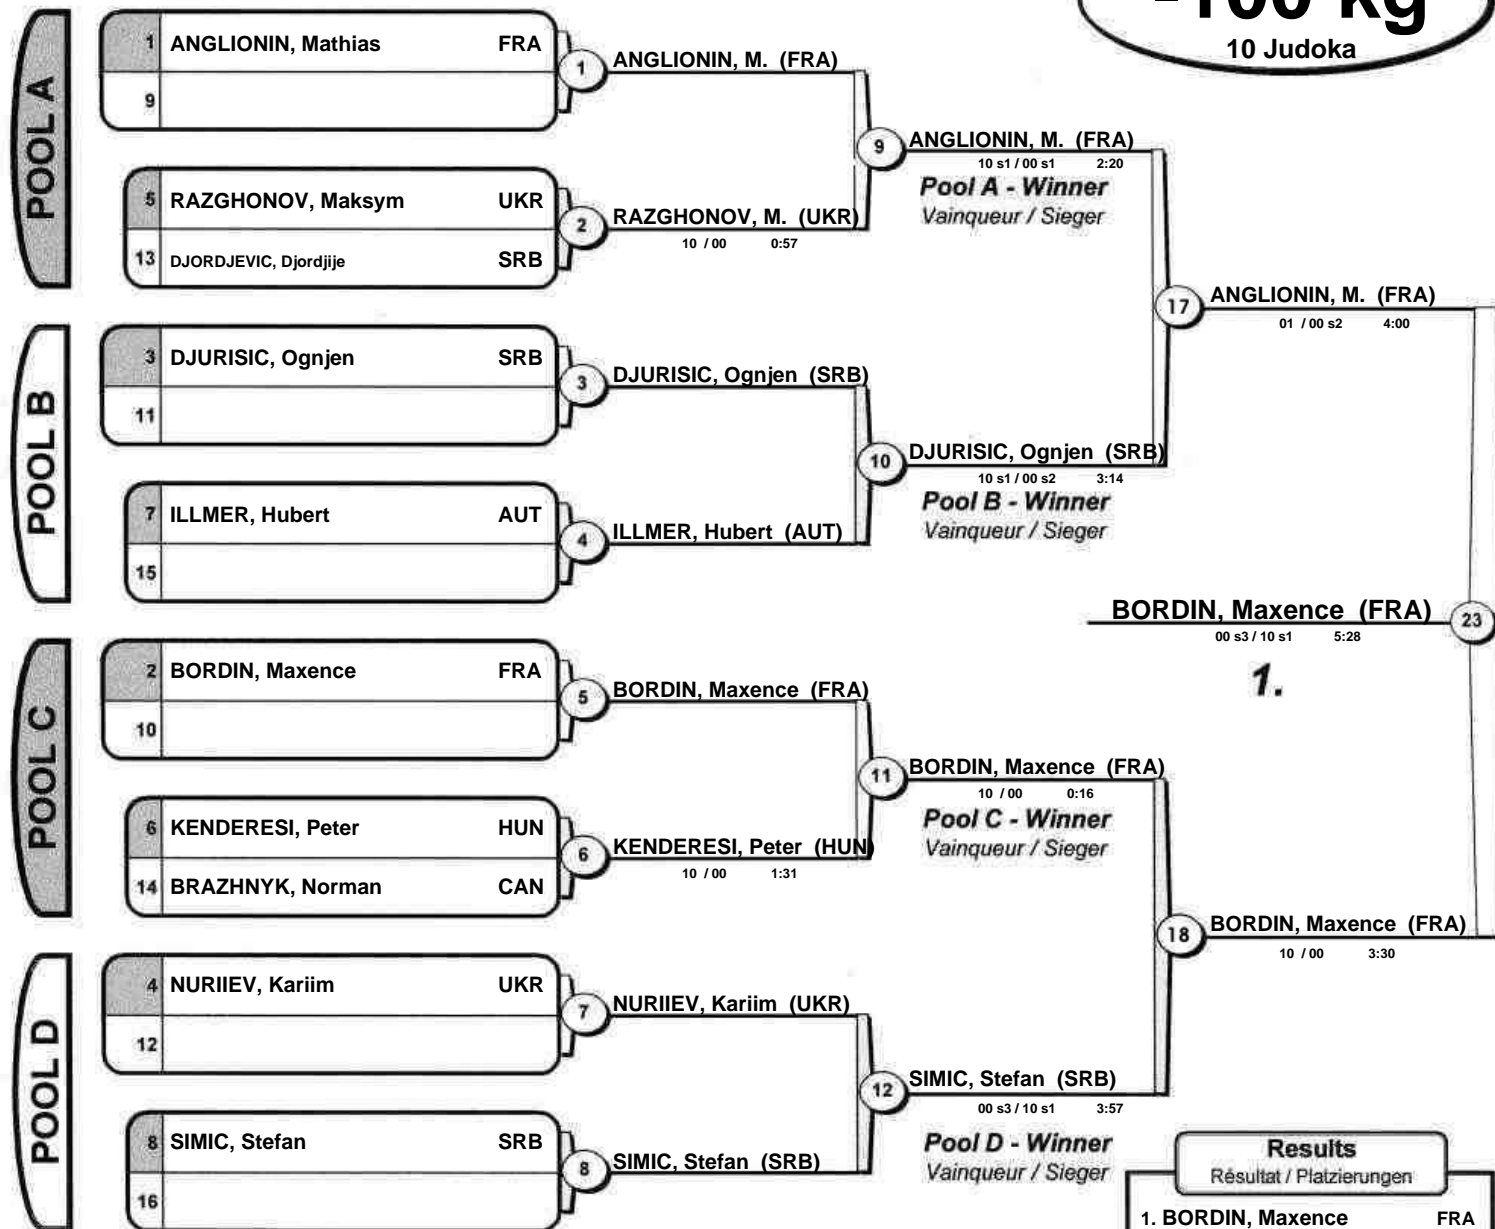 -100 kg
10 Judoka
POOL A
1 ANGLIONIN, Mathias FRA
9
5 RAZGHONOV, Maksym UKR
13 DJORDJEVIC, Djordjije SRB
1
ANGLIONIN, M. (FRA)
2
RAZGHONOV, M. (UKR)
10 / 00 0:57
9
ANGLIONIN, M. (FRA)
10 s1 / 00 s1 2:20
Pool A - Winner
Vainqueur / Sieger
POOL B
3 DJURISIC, Ognjen SRB
11
7 ILLMER, Hubert AUT
15
3
DJURISIC, Ognjen (SRB)
4
ILLMER, Hubert (AUT)
10
DJURISIC, Ognjen (SRB)
10 s1 / 00 s2 3:14
Pool B - Winner
Vainqueur / Sieger
17
ANGLIONIN, M. (FRA)
01 / 00 s2 4:00
BORDIN, Maxence (FRA)
23
00 s3 / 10 s1 5:28
1.
POOL C
2 BORDIN, Maxence FRA
10
6 KENDERESI, Peter HUN
14 BRAZHNYK, Norman CAN
5
BORDIN, Maxence (FRA)
6
KENDERESI, Peter (HUN)
10 / 00 1:31
11
BORDIN, Maxence (FRA)
10 / 00 0:16
Pool C - Winner
Vainqueur / Sieger
POOL D
4 NURIIEV, Kariim UKR
12
8 SIMIC, Stefan SRB
16
7
NURIIEV, Kariim (UKR)
8
SIMIC, Stefan (SRB)
12
SIMIC, Stefan (SRB)
00 s3 / 10 s1 3:57
Pool D - Winner
Vainqueur / Sieger
18
BORDIN, Maxence (FRA)
10 / 00 3:30
Results
Résultat / Platzierungen
1. BORDIN, Maxence FRA